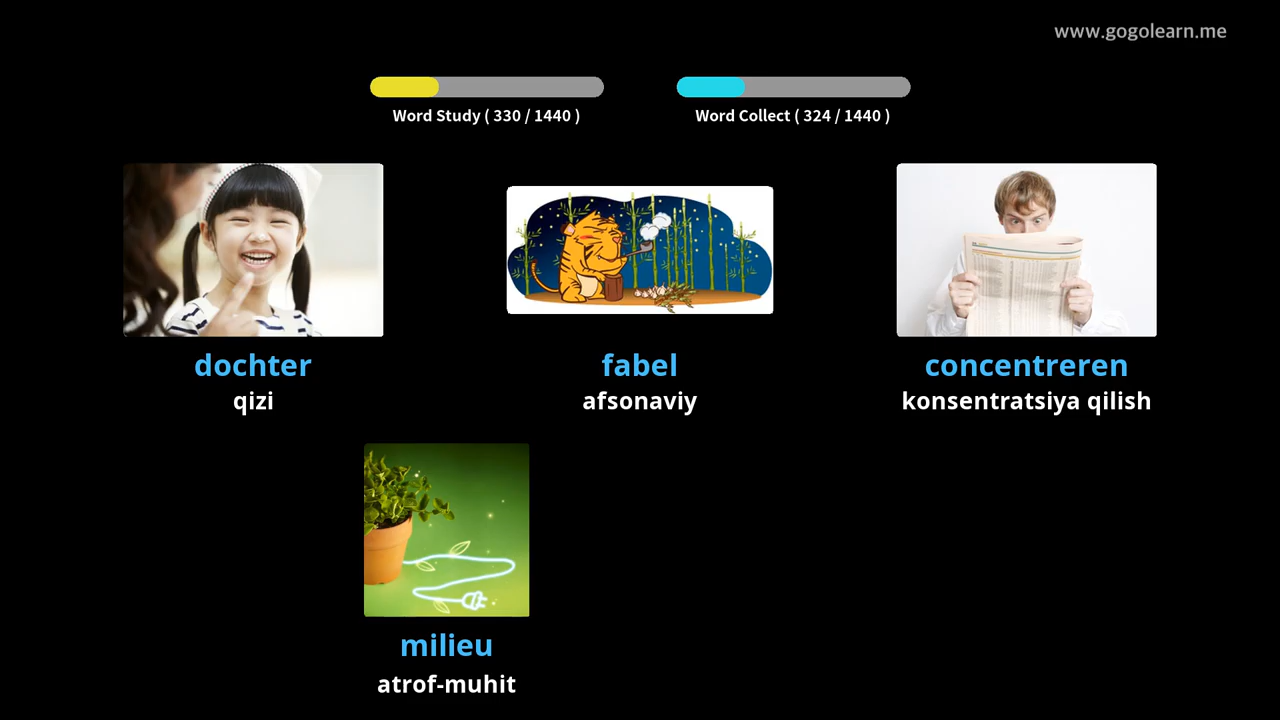 www.gogolearn.me
Word Study ( 330 / 1440 )
Word Collect ( 324 / 1440 )
dochter
qizi
fabel
afsonaviy
concentreren
konsentratsiya qilish
milieu
atrof-muhit